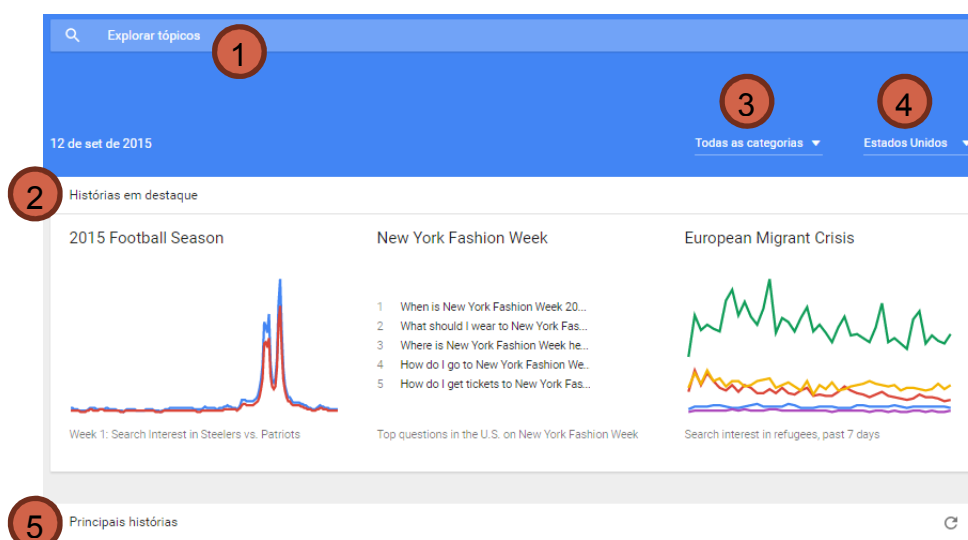 Explorar tópicos
1
3
4
12 de set de 2015
Todas as categorias
Estados Unidos
2
Histórias em destaque
2015 Football Season
New York Fashion Week
European Migrant Crisis
1 When is New York Fashion Week 20...
2 What should I wear to New York Fas...
3 Where is New York Fashion Week he...
4 How do I go to New York Fashion We...
5 How do I get tickets to New York Fas...
Week 1: Search Interest in Steelers vs. Patriots
Top questions in the U.S. on New York Fashion Week
Search interest in refugees, past 7 days
5
Principais histórias